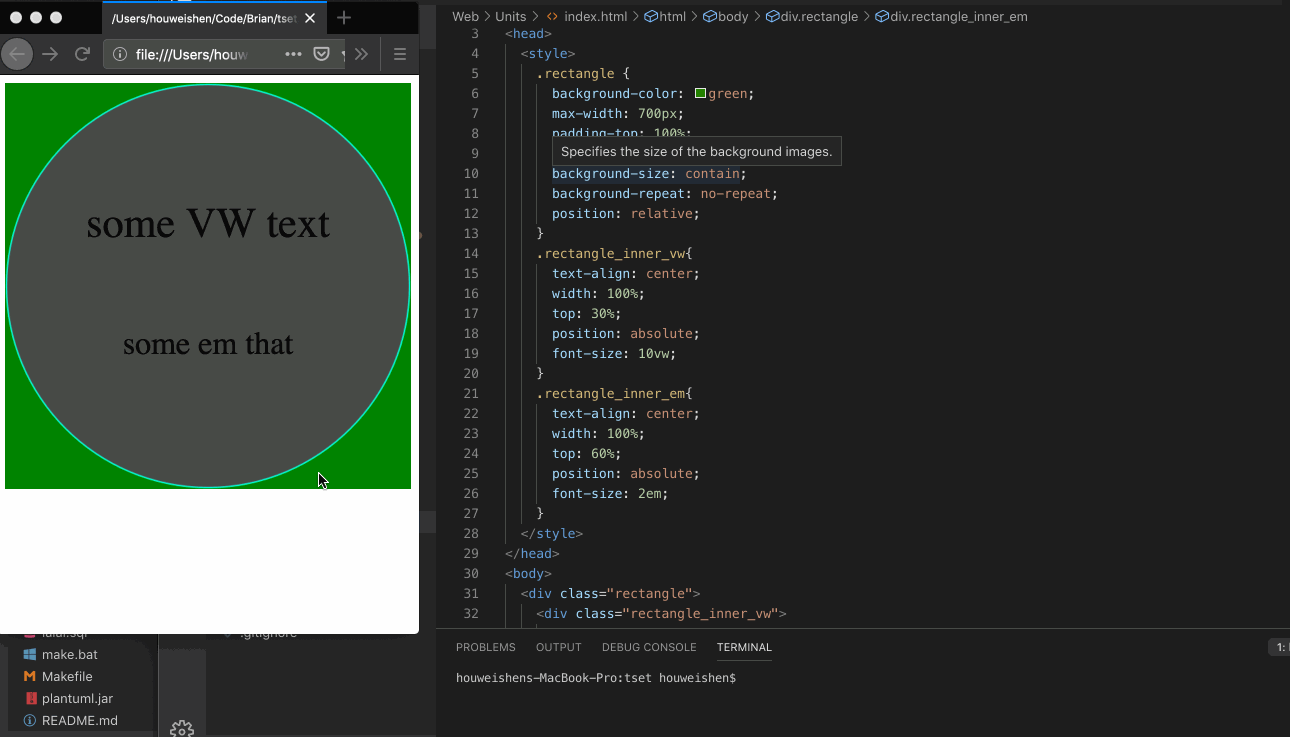 /Users/houweishen/Code/Brian/tset
file:///Users/houw
some VW text
some em that
.gitignore
make.bat
Makefile
plantuml.jar
README.md
Web > Units > <> index.html > html > body > div.rectangle > div.rectangle_inner_em
3 <head>
4 <style>
5 .rectangle {
6 background-color: green;
7 max-width: 700px;
8 padding-top: 100%;
9
Specifies the size of the background images.
10 background-size: contain;
11 background-repeat: no-repeat;
12 position: relative;
13 }
14 .rectangle_inner_vw{
15 text-align: center;
16 width: 100%;
17 top: 30%;
18 position: absolute;
19 font-size: 10vw;
20 }
21 .rectangle_inner_em{
22 text-align: center;
23 width: 100%;
24 top: 60%;
25 position: absolute;
26 font-size: 2em;
27 }
28 </style>
29 </head>
30 <body>
31 <div class="rectangle">
32 <div class="rectangle_inner_vw">
PROBLEMS OUTPUT DEBUG CONSOLE TERMINAL 1:
houweishens-MacBook-Pro:tset houweishen$